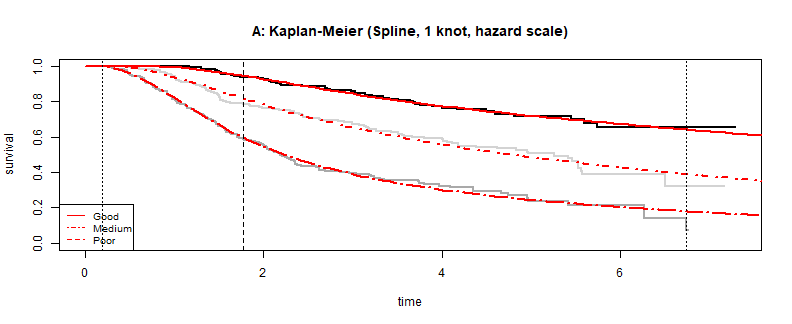 A: Kaplan-Meier (Spline, 1 knot, hazard scale)
survival
1.0
0.8
0.6
0.4
0.2
0.0
Good
Medium
Poor
0 2 4 6
time